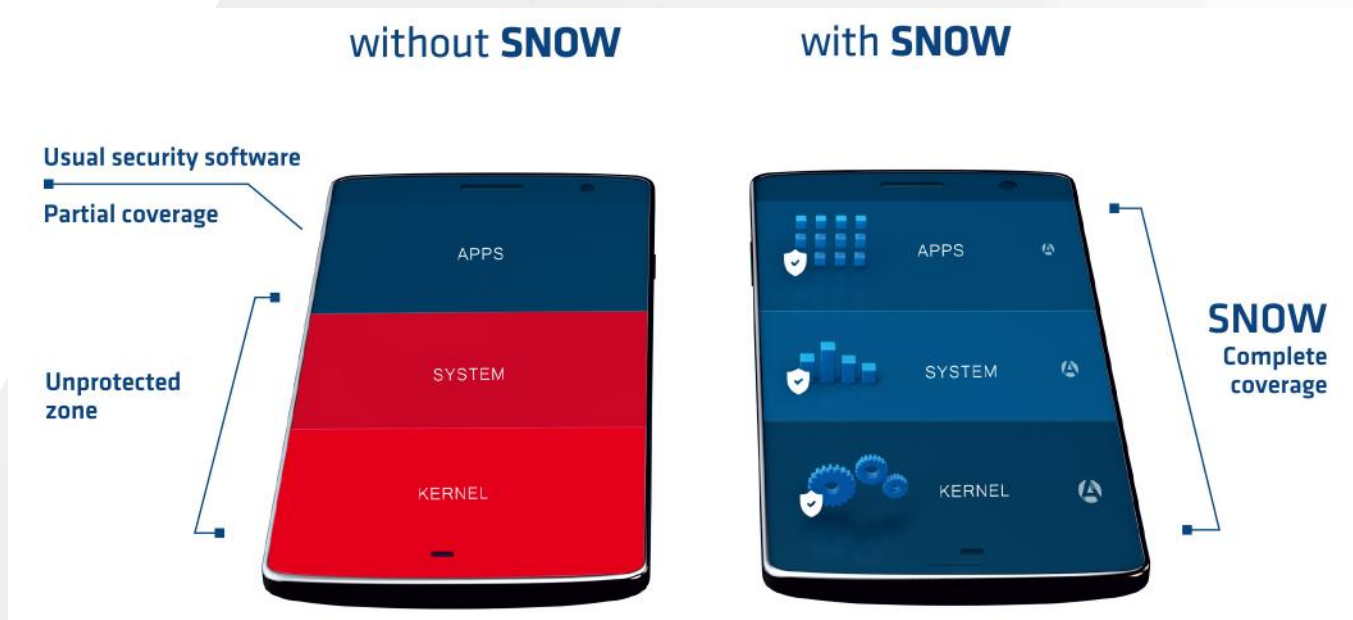 without SNOW
with SNOW
Usual security software
Partial coverage
Unprotected
zone
APPS
SYSTEM
KERNEL
APPS
SYSTEM
KERNEL
SNOW
Complete
coverage